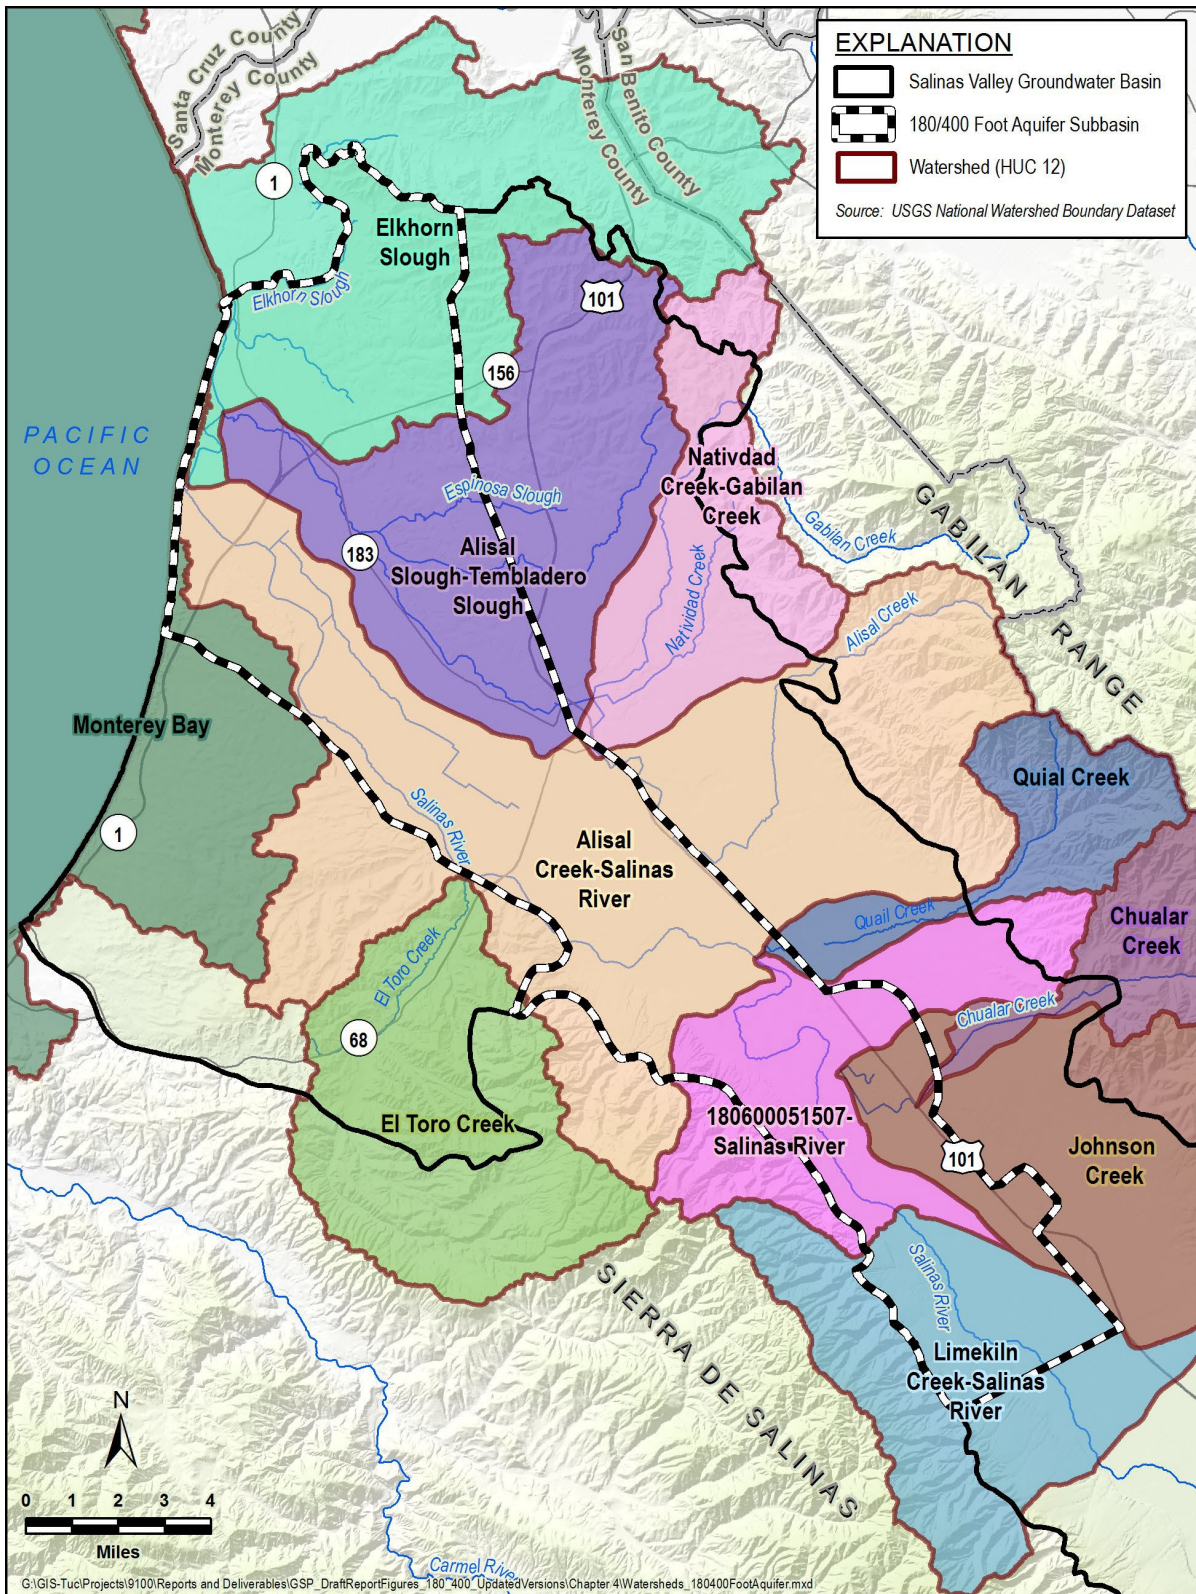 EXPLANATION
Salinas Valley Groundwater Basin
180/400 Foot Aquifer Subbasin
Watershed (HUC 12)
Source: USGS National Watershed Boundary Dataset
Santa Cruz County
Monterey County
San Benito County
Monterey County
1
Elkhorn
Slough
Elkhorn Slough
101
156
PACIFIC
OCEAN
Natividad
Creek-Gabilan
Creek
Espinosa Slough
183
Alisal
Slough-Tembladero
Slough
Natividad Creek
Gabilan Creek
GABILAN RANGE
Alisal Creek
Monterey Bay
1
Salinas River
Quial Creek
Alisal
Creek-Salinas
River
Quail Creek
Chualar
Creek
El Toro Creek
68
Chualar Creek
El Toro Creek
180600051507-
Salinas River
101
Johnson
Creek
Salinas River
SIERRA DE SALINAS
Limekiln
Creek-Salinas
River
N
0 1 2 3 4
Miles
Carmel River
G:\GIS-Tuc\Projects\9100\Reports and Deliverables\GSP_DraftReportFigures_180_400_UpdatedVersions\Chapter 4\Watersheds_180400FootAquifer.mxd